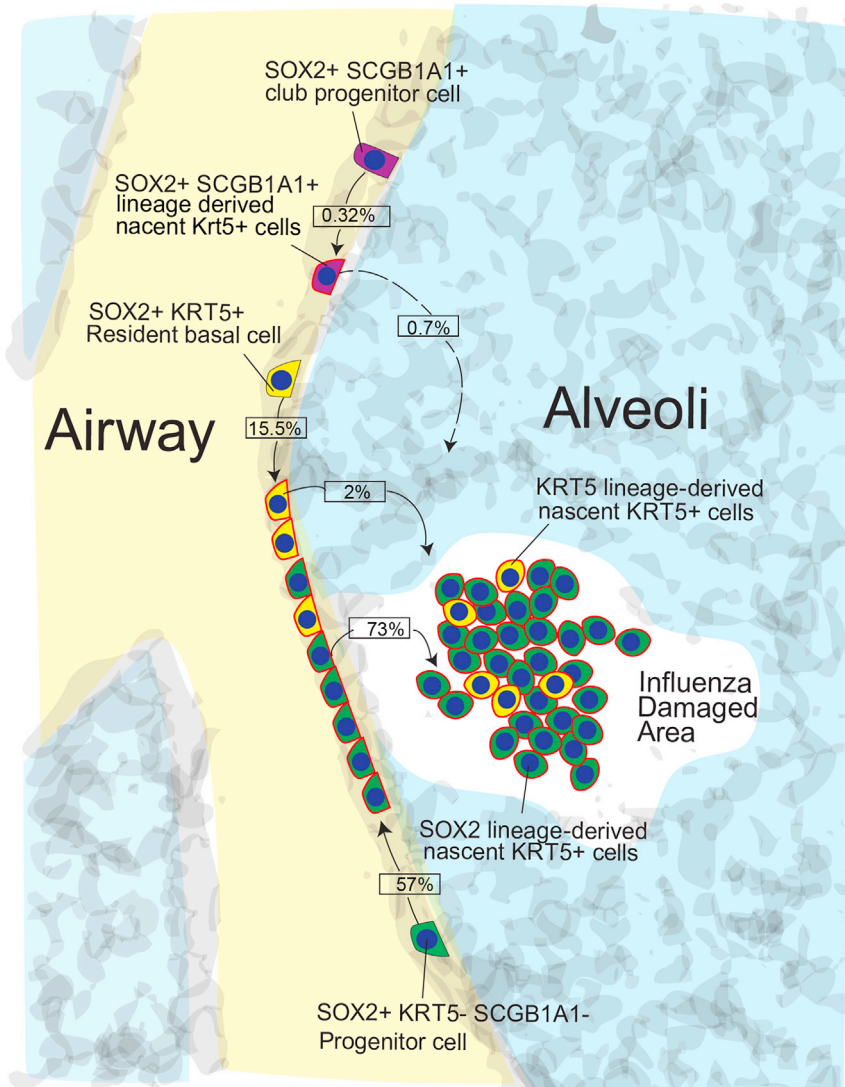 SOX2+ SCGB1A1+
club progenitor cell
SOX2+ SCGB1A1+
lineage derived
nacent Krt5+ cells
0.32%
0.7%
SOX2+ KRT5+
Resident basal cell
15.5%
Airway
Alveoli
2%
KRT5 lineage-derived
nascent KRT5+ cells
73%
Influenza
Damaged
Area
SOX2 lineage-derived
nascent KRT5+ cells
57%
SOX2+ KRT5- SCGB1A1-
Progenitor cell